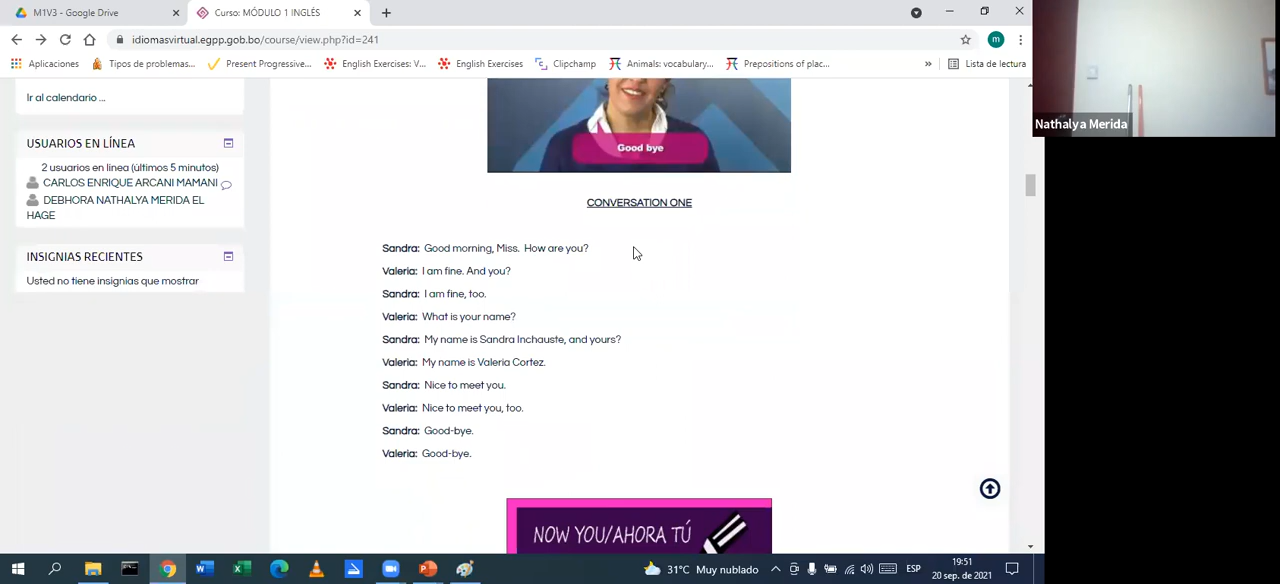 M1V3 - Google Drive
Curso: MÓDULO 1 INGLÉS
idiomasvirtual.egpp.gob.bo/course/view.php?id=241
m
Aplicaciones
Tipos de problemas...
Present Progressive...
English Exercises: V...
English Exercises
Clipchamp
Animals: vocabulary...
Prepositions of plac...
»
Lista de lectura
Nathalya Merida
Ir al calendario ...
USUARIOS EN LÍNEA
2 usuarios en línea (últimos 5 minutos)
CARLOS ENRIQUE ARCANI MAMANI
DEBHORA NATHALYA MERIDA EL
HAGE
INSIGNIAS RECIENTES
Usted no tiene insignias que mostrar
Good bye
CONVERSATION ONE
Sandra: Good morning, Miss. How are you?
Valeria: I am fine. And you?
Sandra: I am fine, too.
Valeria: What is your name?
Sandra: My name is Sandra Inchauste, and yours?
Valeria: My name is Valeria Cortez.
Sandra: Nice to meet you.
Valeria: Nice to meet you, too.
Sandra: Good-bye.
Valeria: Good-bye.
NOW YOU/AHORA TÚ
31°C Muy nublado
ESP
19:51
20 sep. de 2021